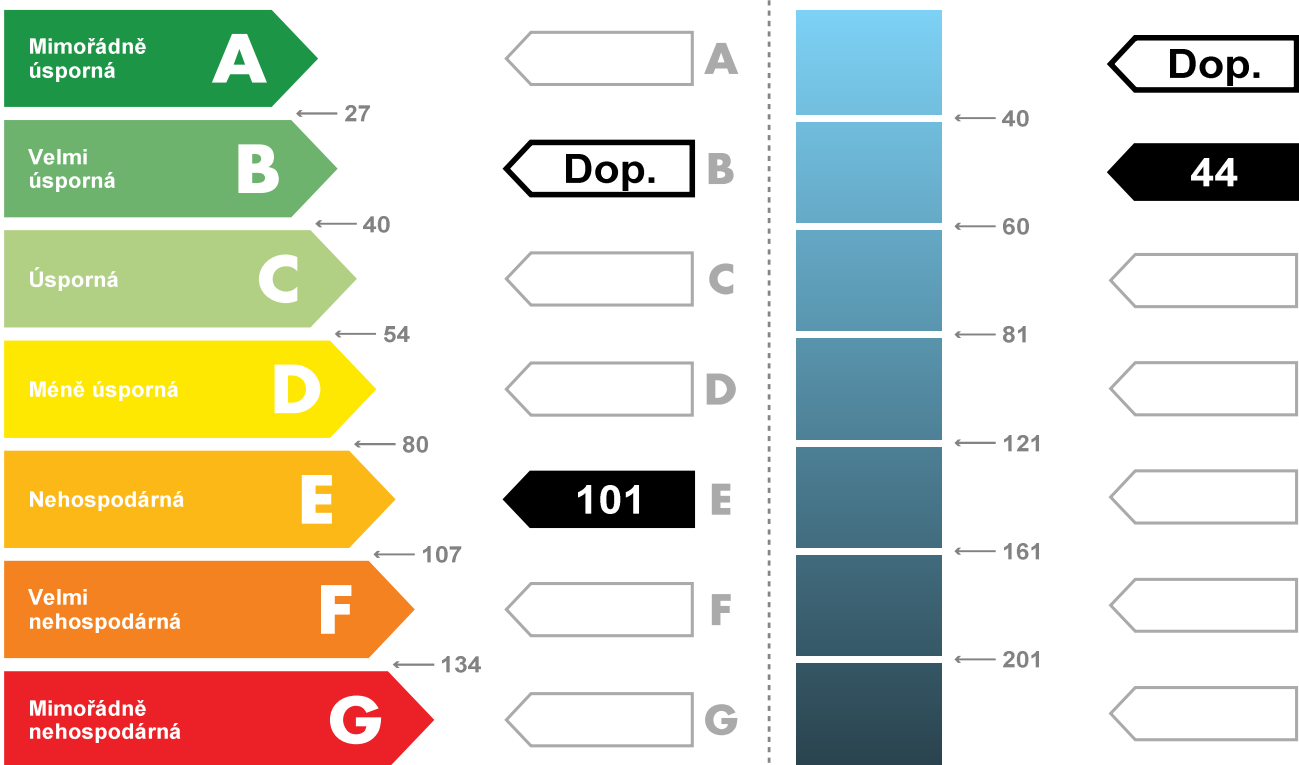 Mimořádně
úsporná
A
A
Dop.
27
40
Velmi
úsporná
B
Dop.
B
44
40
60
Úsporná
C
C
54
81
Méně úsporná
D
D
80
121
Nehospodárná
E
101
E
107
161
Velmi
nehospodárná
F
F
134
201
Mimořádně
nehospodárná
G
G